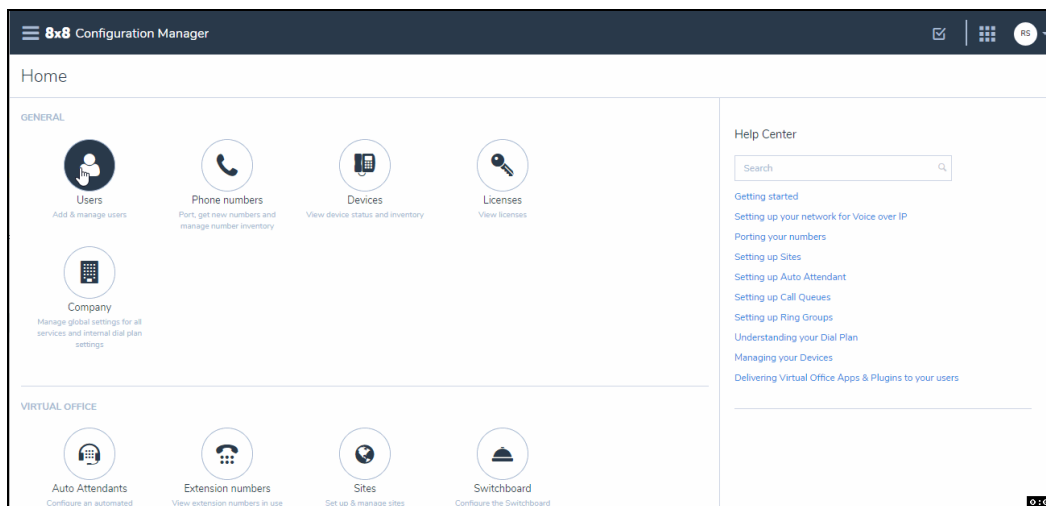 8x8 Configuration Manager
RS
Home
GENERAL
Users
Add & manage users
Phone numbers
Port, get new numbers and
manage number inventory
Devices
View device status and inventory
Licenses
View licenses
Company
Manage global settings for all
services and internal dial plan
settings
VIRTUAL OFFICE
Auto Attendants
Configure an automated
Extension numbers
View extension numbers in use
Sites
Set up & manage sites
Switchboard
Configure the Switchboard
Help Center
Search
Getting started
Setting up your network for Voice over IP
Porting your numbers
Setting up Sites
Setting up Auto Attendant
Setting up Call Queues
Setting up Ring Groups
Understanding your Dial Plan
Managing your Devices
Delivering Virtual Office Apps & Plugins to your users